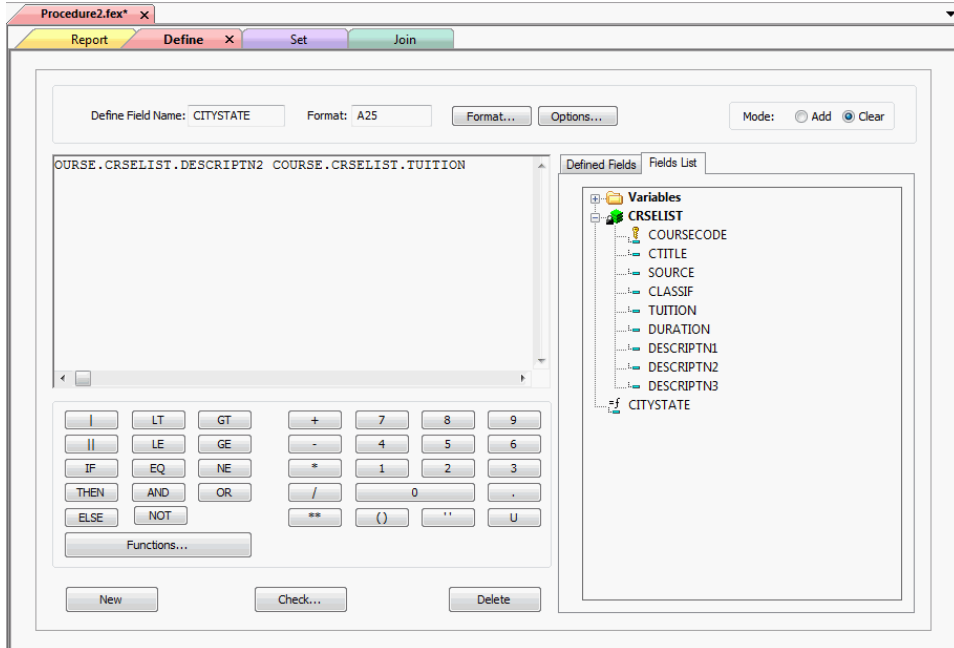 Procedure2.fex* x
Report Define x Set Join
Define Field Name: CITYSTATE Format: A25 Format... Options... Mode: Add Clear
OURSE.CRSELIST.DESCRIPTN2 COURSE.CRSELIST.TUITION
Defined Fields Fields List
Variables
CRSELIST
COURSECODE
CTITLE
SOURCE
CLASSIF
TUITION
DURATION
DESCRIPTN1
DESCRIPTN2
DESCRIPTN3
CITYSTATE
| LT GT + 7 8 9
|| LE GE - 4 5 6
IF EQ NE * 1 2 3
THEN AND OR / 0 .
ELSE NOT ** () '' U
Functions...
New Check... Delete